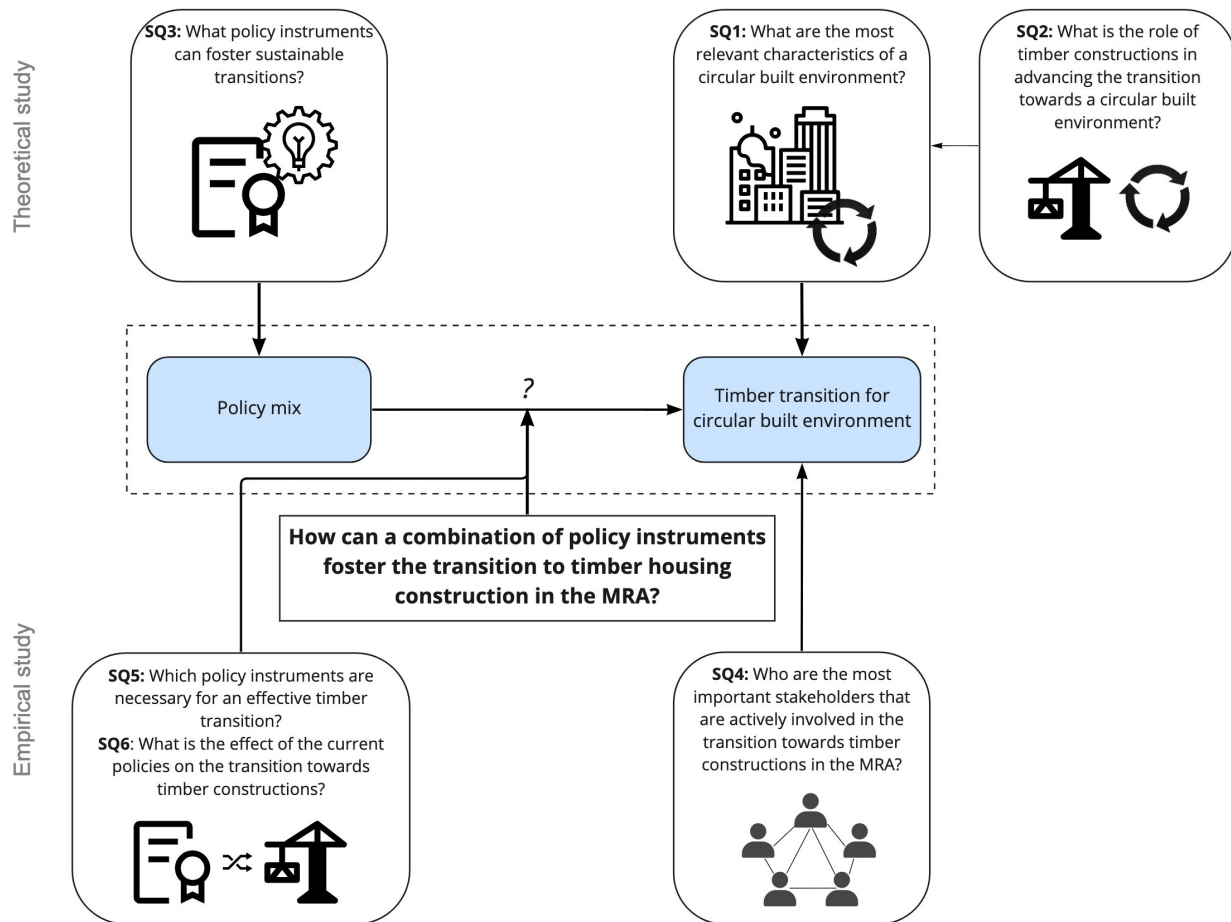 Theoretical study
SQ3: What policy instruments
can foster sustainable
transitions?
SQ1: What are the most
relevant characteristics of a
circular built environment?
SQ2: What is the role of
timber constructions in
advancing the transition
towards a circular built
environment?
Policy mix
?
Timber transition for
circular built environment
How can a combination of policy instruments
foster the transition to timber housing
construction in the MRA?
Empirical study
SQ5: Which policy instruments are
necessary for an effective timber
transition?
SQ6: What is the effect of the current
policies on the transition towards
timber constructions?
SQ4: Who are the most
important stakeholders that
are actively involved in the
transition towards timber
constructions in the MRA?